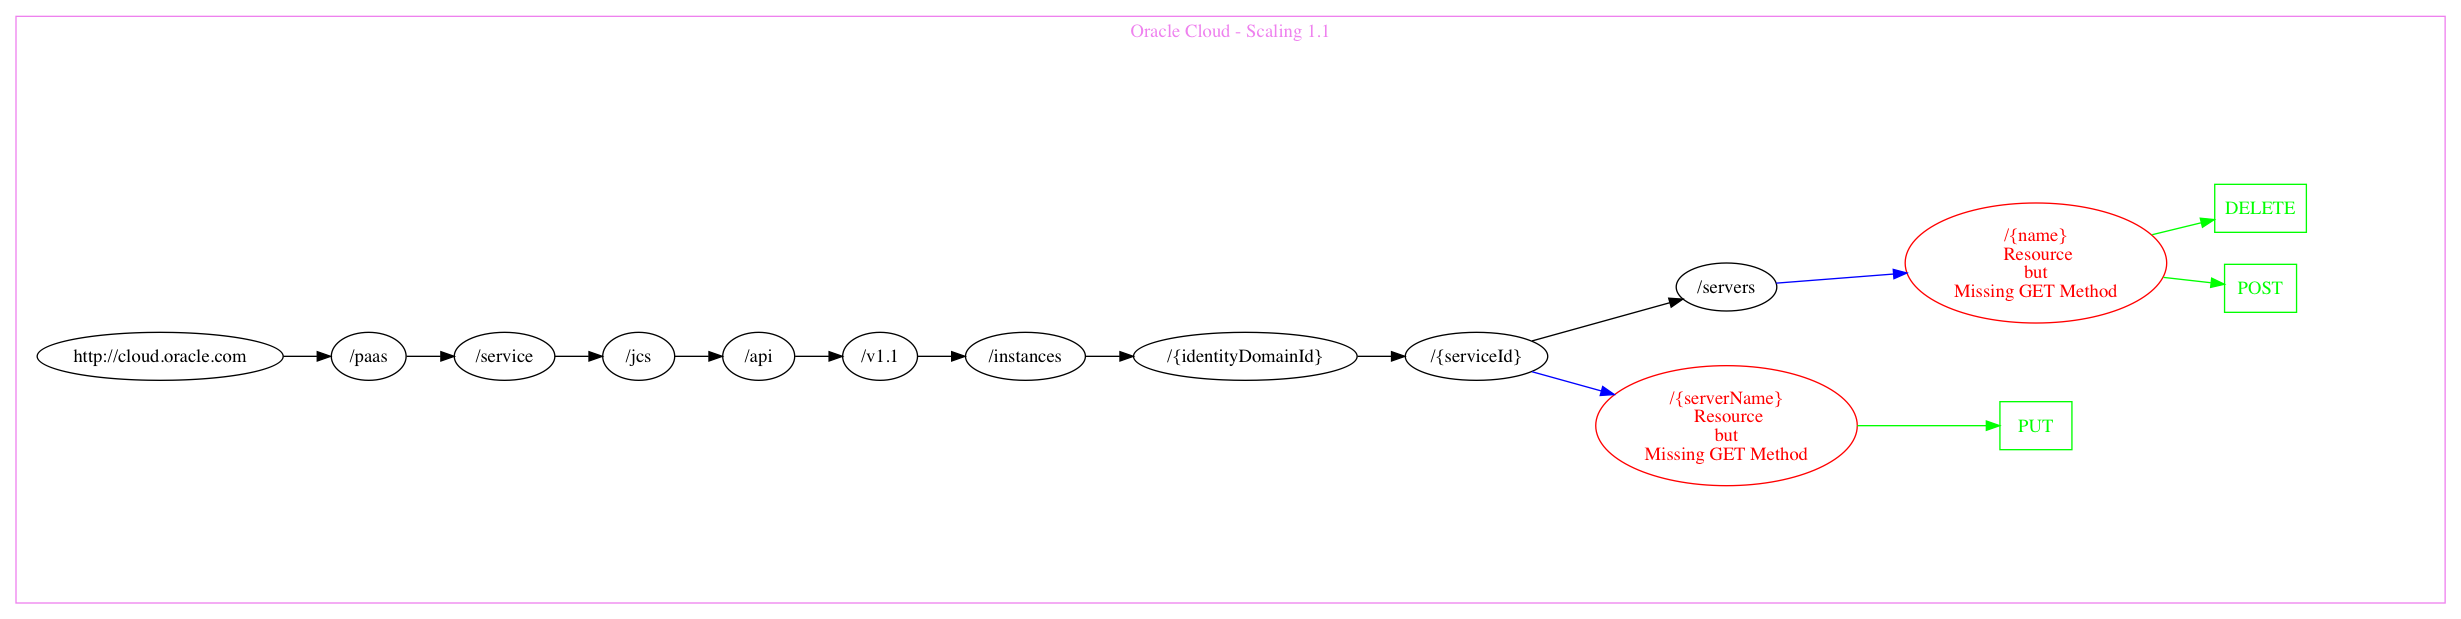 Oracle Cloud - Scaling 1.1
http://cloud.oracle.com
/paas
/service
/jcs
/api
/v1.1
/instances
/{identityDomainId}
/{serviceId}
/servers
/{name}
Resource
but
Missing GET Method
DELETE
POST
/{serverName}
Resource
but
Missing GET Method
PUT